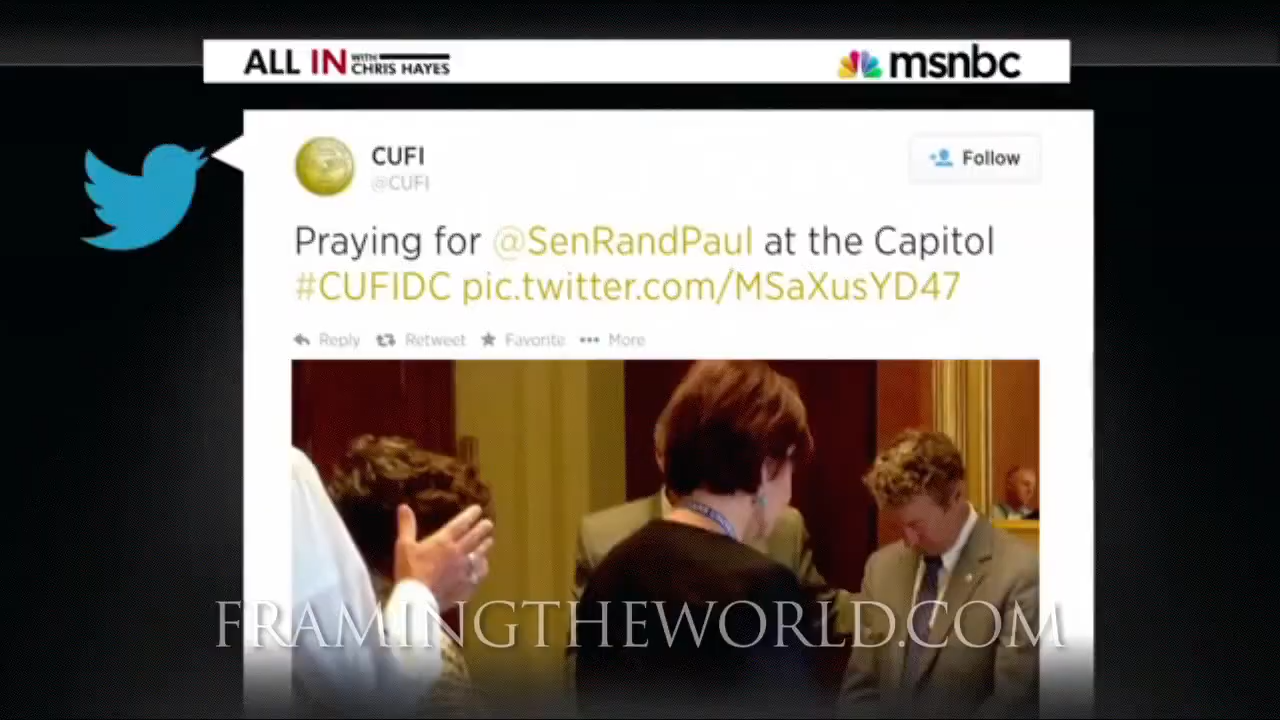 ALL IN WITH CHRIS HAYES
msnbc
CUFI
@CUFI
Follow
Praying for @SenRandPaul at the Capitol
#CUFIDC pic.twitter.com/MSaXusYD47
Reply Retweet Favorite More
FRAMINGTHEWORLD.COM